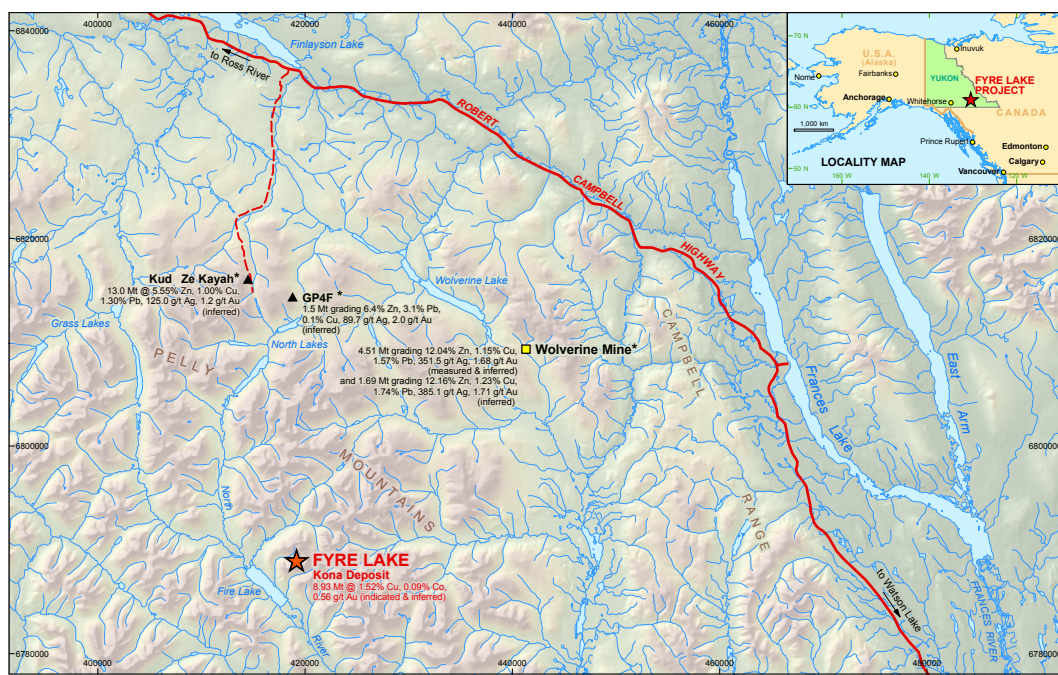 400000
420000
440000
460000
6840000
Finlayson Lake
to Ross River
ROBERT
CAMPBELL
HIGHWAY
6820000
6820000
Kud Ze Kayah*
13.0 Mt @ 5.55% Zn, 1.00% Cu,
1.30% Pb, 125.0 g/t Ag, 1.2 g/t Au
(inferred)
GP4F *
1.5 Mt grading 6.4% Zn, 3.1% Pb,
0.1% Cu, 89.7 g/t Ag, 2.0 g/t Au
(inferred)
Wolverine Lake
Grass Lakes
North Lakes
PELLY
MOUNTAINS
Wolverine Mine*
4.51 Mt grading 12.04% Zn, 1.15% Cu,
1.57% Pb, 351.5 g/t Ag, 1.68 g/t Au
(measured & inferred)
and 1.69 Mt grading 12.16% Zn, 1.23% Cu,
1.74% Pb, 385.1 g/t Ag, 1.71 g/t Au
(inferred)
CAMPBELL
RANGE
Frances
Lake
East
Arm
6800000
6800000
North
River
FYRE LAKE
Kona Deposit
8.93 Mt @ 1.52% Cu, 0.09% Co,
0.56 g/t Au (indicated & inferred)
Fire Lake
to Watson Lake
FRANCES RIVER
6780000
6780000
400000
420000
440000
460000
480000
70 N
60 N
50 N
160 W
140 W
120 W
U.S.A.
(Alaska)
Nome
Fairbanks
Anchorage
Inuvuk
YUKON
Whitehorse
FYRE LAKE
PROJECT
CANADA
1,000 km
Prince Rupert
Edmonton
Calgary
Vancouver
LOCALITY MAP